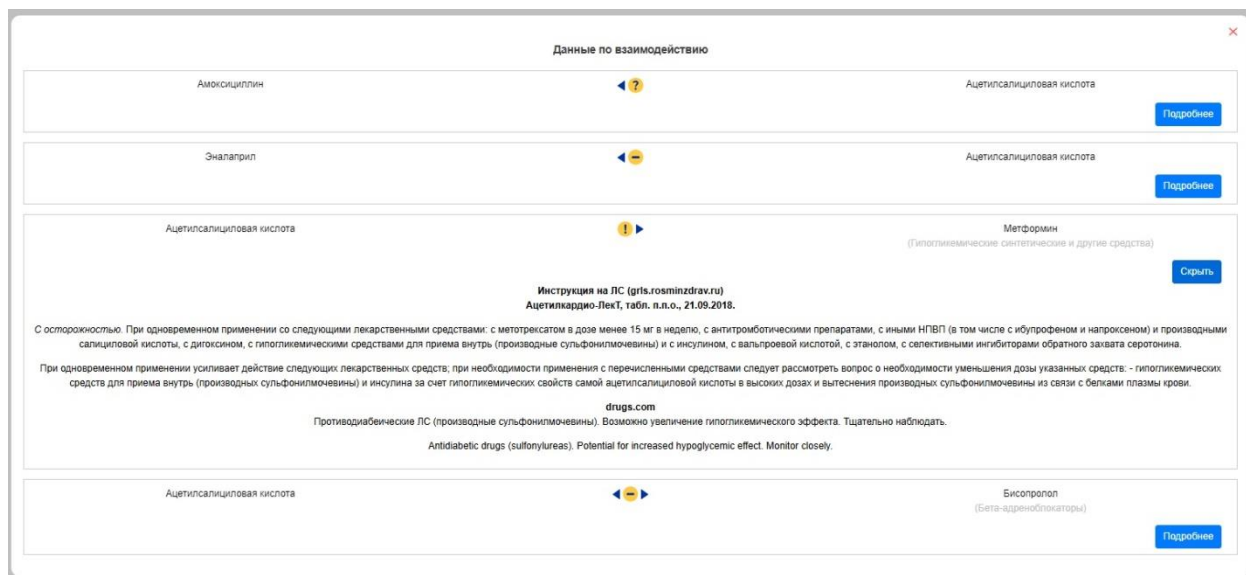 Данные по взаимодействию
Амоксициллин
?
Ацетилсалициловая кислота
Подробнее
Эналаприл
Ацетилсалициловая кислота
Подробнее
Ацетилсалициловая кислота
!
Метформин
(Гипогликемические синтетические и другие средства)
Скрыть
Инструкция на ЛС (grls.rosminzdrav.ru)
Ацетилкардио-ЛекТ, табл. п.п.о., 21.09.2018.
С осторожностью. При одновременном применении со следующими лекарственными средствами: с метотрексатом в дозе менее 15 мг в неделю, с антитромботическими препаратами, с иными НПВП (в том числе с ибупрофеном и напроксеном) и производными
салициловой кислоты, с дигоксином, с гипогликемическими средствами для приема внутрь (производные сульфонилмочевины) и с инсулином, с вальпроевой кислотой, с этанолом, с селективными ингибиторами обратного захвата серотонина.
При одновременном применении усиливает действие следующих лекарственных средств; при необходимости применения с перечисленными средствами следует рассмотреть вопрос о необходимости уменьшения дозы указанных средств: - гипогликемических
средств для приема внутрь (производных сульфонилмочевины) и инсулина за счет гипогликемических свойств самой ацетилсалициловой кислоты в высоких дозах и вытеснения производных сульфонилмочевины из связи с белками плазмы крови.
drugs.com
Противодиабеические ЛС (производные сульфонилмочевины). Возможно увеличение гипогликемического эффекта. Тщательно наблюдать.
Antidiabetic drugs (sulfonylureas). Potential for increased hypoglycemic effect. Monitor closely.
Ацетилсалициловая кислота
Бисопролол
(Бета-адреноблокаторы)
Подробнее